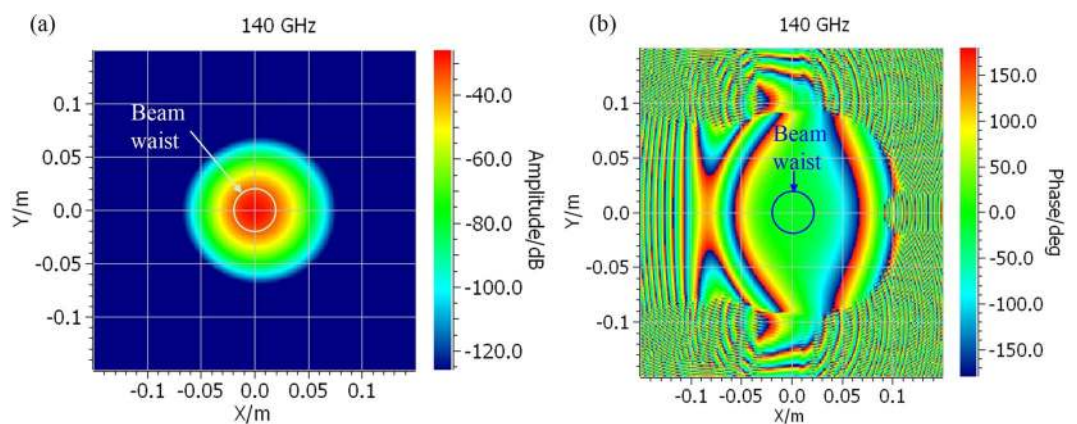 (a)
140 GHz
Beam
waist
0.1
0.05
0.0
-0.05
-0.1
Y/m
-0.1
-0.05
0.0
0.05
0.1
X/m
-40.0
-60.0
-80.0
-100.0
-120.0
Amplitude/dB
(b)
140 GHz
Beam
waist
0.1
0.05
0.0
-0.05
-0.1
Y/m
-0.1
-0.05
0.0
0.05
0.1
X/m
150.0
100.0
50.0
0.0
-50.0
-100.0
-150.0
Phase/deg